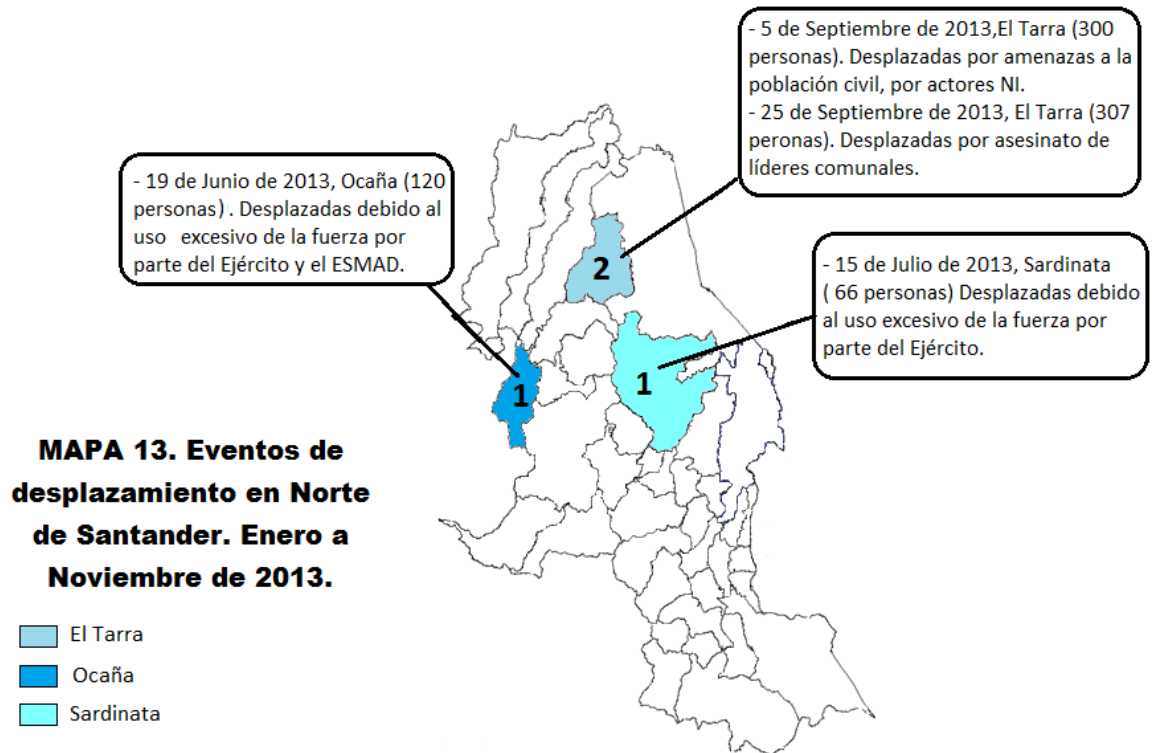 - 5 de Septiembre de 2013,El Tarra (300
personas). Desplazadas por amenazas a la
población civil, por actores NI.
- 25 de Septiembre de 2013, El Tarra (307
peronas). Desplazadas por asesinato de
líderes comunales.
- 19 de Junio de 2013, Ocaña (120
personas) . Desplazadas debido al
uso excesivo de la fuerza por
parte del Ejército y el ESMAD.
- 15 de Julio de 2013, Sardinata
( 66 personas) Desplazadas debido
al uso excesivo de la fuerza por
parte del Ejército.
2
1
1
MAPA 13. Eventos de
desplazamiento en Norte
de Santander. Enero a
Noviembre de 2013.
El Tarra
Ocaña
Sardinata